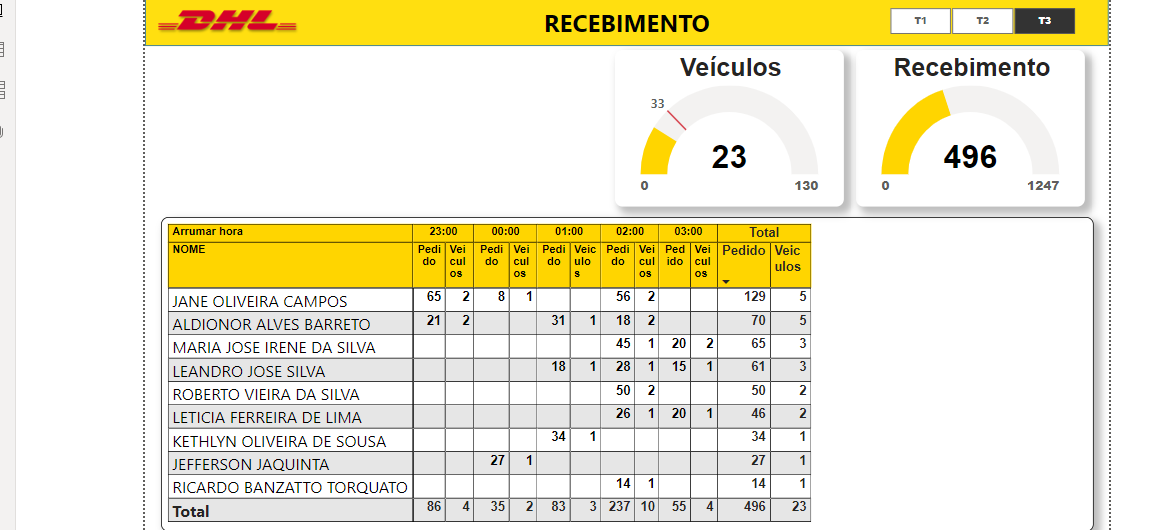 DHL RECEBIMENTO T1 T2 T3
Veículos Recebimento
33
23 496
0 130 0 1247
Arrumar hora 23:00 00:00 01:00 02:00 03:00 Total
NOME Pedido Veiculos Pedido Veiculos Pedido Veiculos Pedido Veiculos Pedido Veiculos Pedido Veiculos
JANE OLIVEIRA CAMPOS 65 2 8 1 56 2 129 5
ALDIONOR ALVES BARRETO 21 2 31 1 18 2 70 5
MARIA JOSE IRENE DA SILVA 45 1 20 2 65 3
LEANDRO JOSE SILVA 18 1 28 1 15 1 61 3
ROBERTO VIEIRA DA SILVA 50 2 50 2
LETICIA FERREIRA DE LIMA 26 1 20 1 46 2
KETHLYN OLIVEIRA DE SOUSA 34 1 34 1
JEFFERSON JAQUINTA 27 1 27 1
RICARDO BANZATTO TORQUATO 14 1 14 1
Total 86 4 35 2 83 3 237 10 55 4 496 23